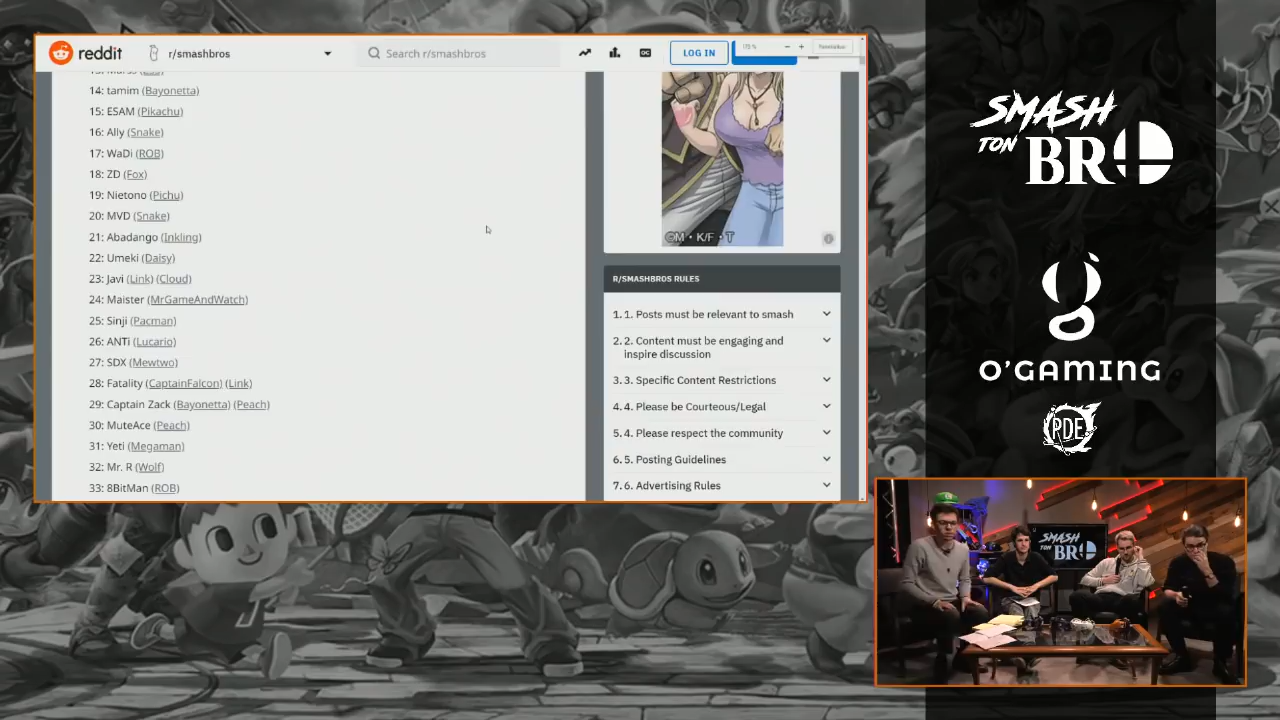 reddit
r/smashbros
Search r/smashbros
LOG IN
14: tamim (Bayonetta)
15: ESAM (Pikachu)
16: Ally (Snake)
17: WaDi (ROB)
18: ZD (Fox)
19: Nietono (Pichu)
20: MVD (Snake)
21: Abadango (Inkling)
22: Umeki (Daisy)
23: Javi (Link) (Cloud)
24: Maister (MrGameAndWatch)
25: Sinji (Pacman)
26: ANTi (Lucario)
27: SDX (Mewtwo)
28: Fatality (CaptainFalcon) (Link)
29: Captain Zack (Bayonetta) (Peach)
30: MuteAce (Peach)
31: Yeti (Megaman)
32: Mr. R (Wolf)
33: 8BitMan (ROB)
©M • K/F • T
R/SMASHBROS RULES
1. 1. Posts must be relevant to smash
2. 2. Content must be engaging and
inspire discussion
3. 3. Specific Content Restrictions
4. 4. Please be Courteous/Legal
5. 4. Please respect the community
6. 5. Posting Guidelines
7. 6. Advertising Rules
SMASH
TON
BRO
O'GAMING
PDE
SMASH
TON
BRO